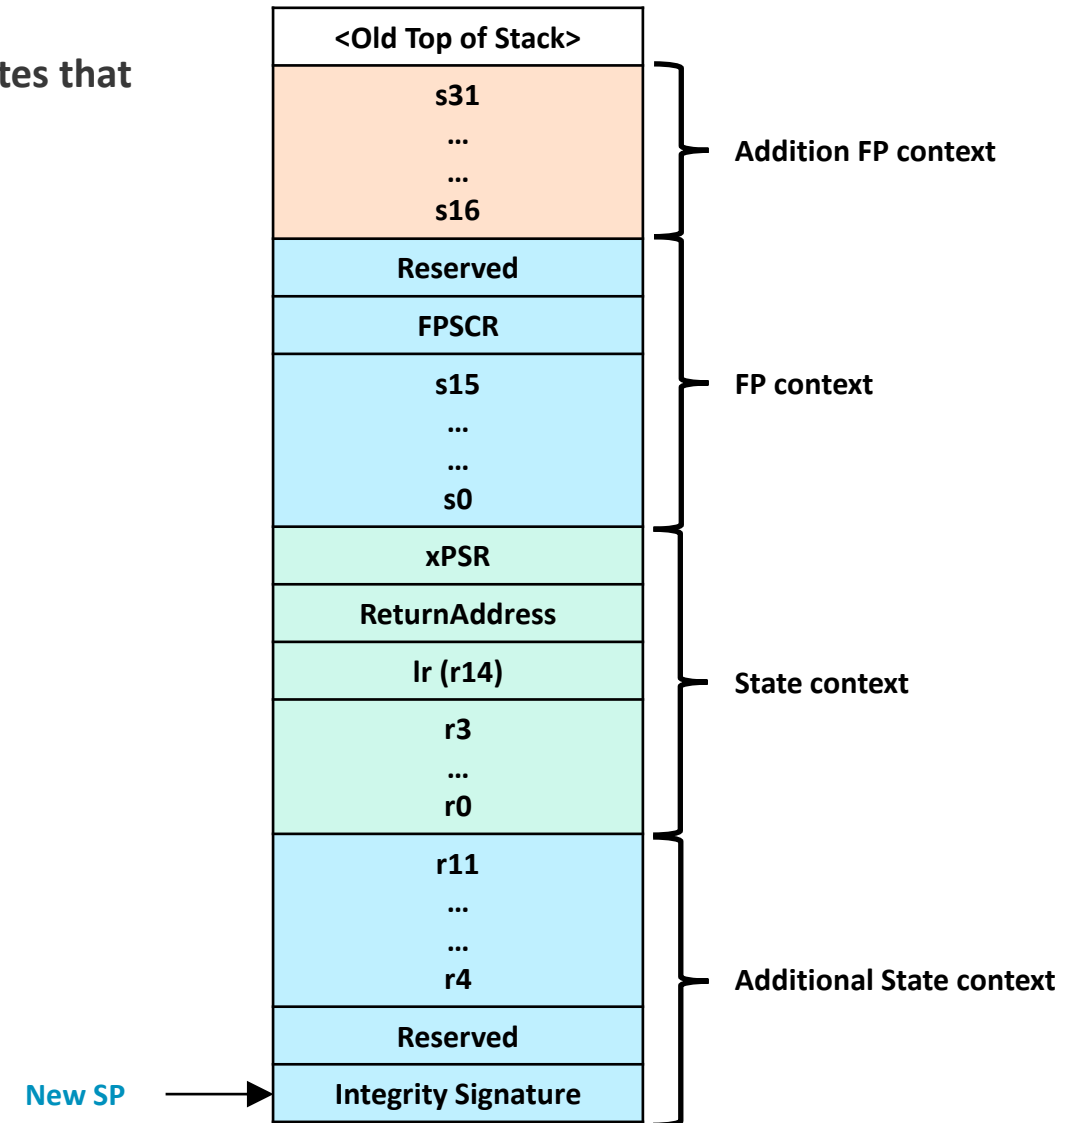 <Old Top of Stack>
tes that
s31
…
…
s16
Addition FP context
Reserved
FPSCR
s15
…
…
s0
FP context
xPSR
ReturnAddress
lr (r14)
r3
…
r0
State context
r11
…
…
r4
Additional State context
Reserved
New SP
Integrity Signature